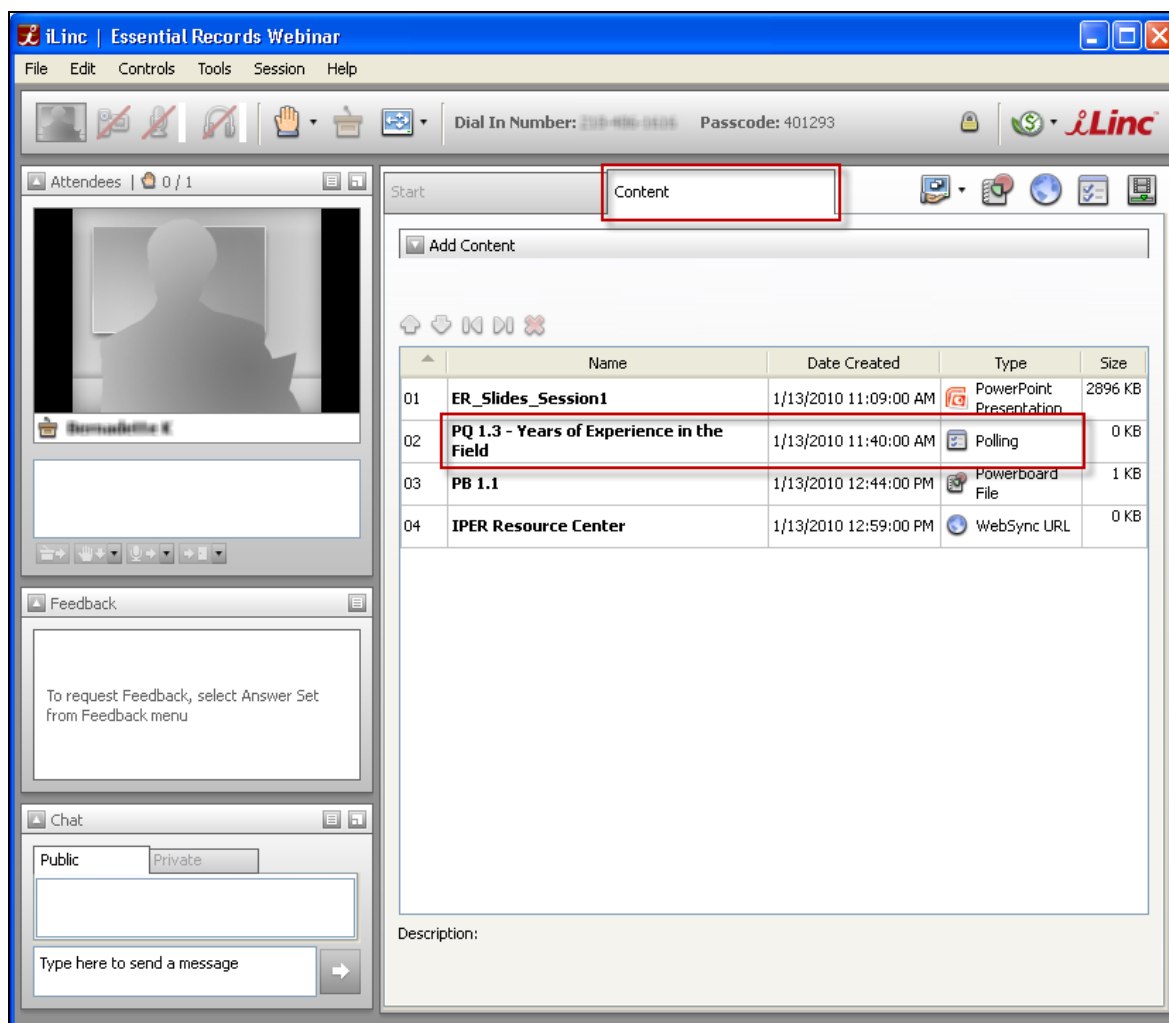 iLinc | Essential Records Webinar
File Edit Controls Tools Session Help
Dial In Number: Passcode: 401293 iLinc
Attendees | 0 / 1
Start Content
Add Content
Name Date Created Type Size
01 ER_Slides_Session1 1/13/2010 11:09:00 AM PowerPoint Presentation 2896 KB
02 PQ 1.3 - Years of Experience in the Field 1/13/2010 11:40:00 AM Polling 0 KB
03 PB 1.1 1/13/2010 12:44:00 PM Powerboard File 1 KB
04 IPER Resource Center 1/13/2010 12:59:00 PM WebSync URL 0 KB
Feedback
To request Feedback, select Answer Set
from Feedback menu
Chat
Public Private
Type here to send a message
Description: